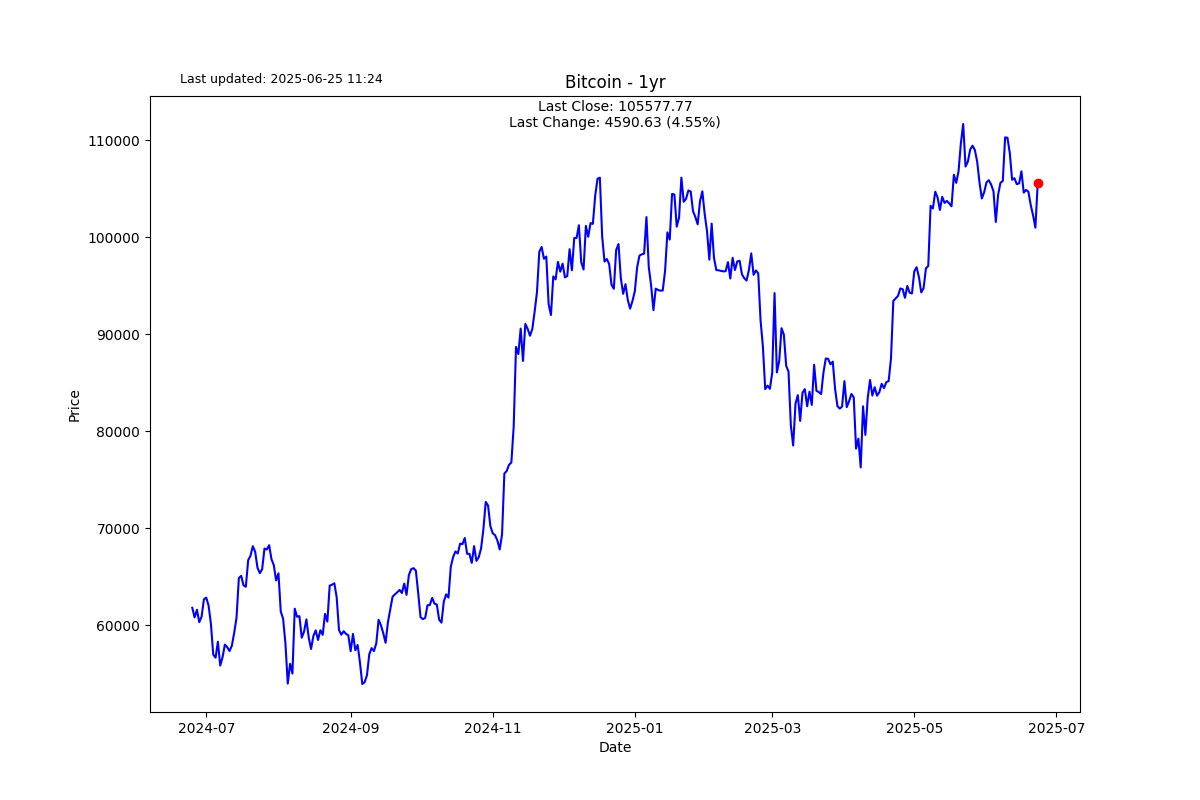 Last updated: 2025-06-25 11:24
Bitcoin - 1yr
Last Close: 105577.77
Last Change: 4590.63 (4.55%)
110000
100000
90000
80000
70000
60000
Price
2024-07
2024-09
2024-11
2025-01
2025-03
2025-05
2025-07
Date